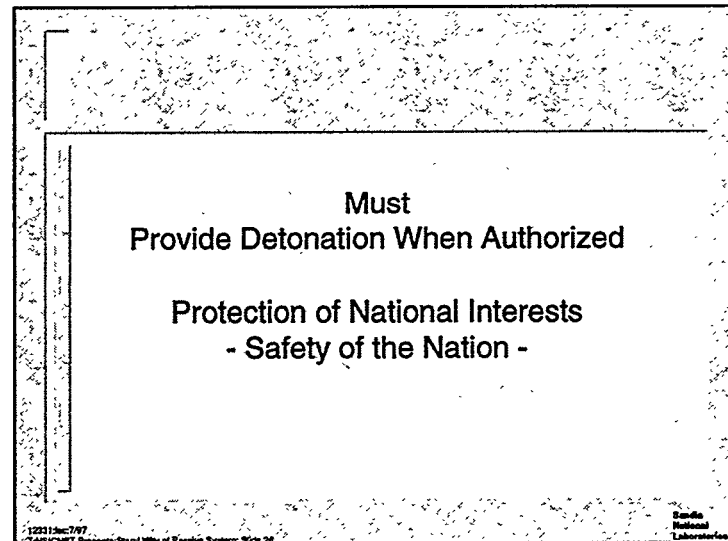 Must
Provide Detonation When Authorized
Protection of National Interests
- Safety of the Nation -
Sandia
National
Laboratories